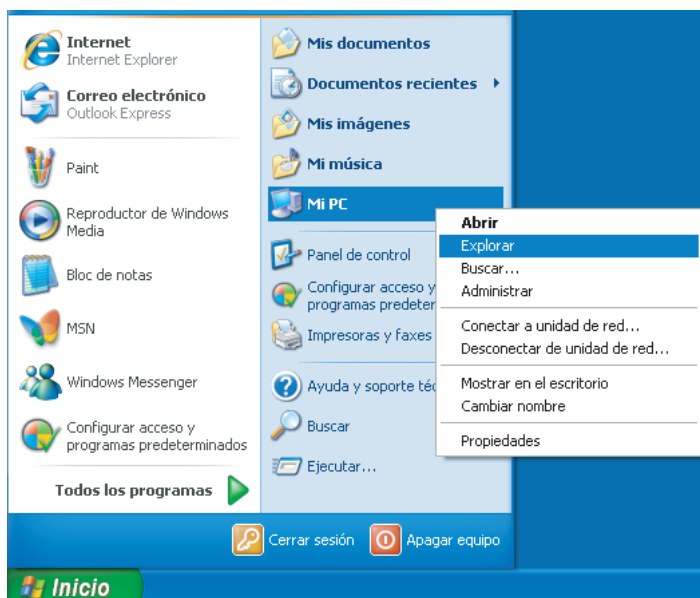 Internet
Internet Explorer
Correo electrónico
Outlook Express
Paint
Reproductor de Windows
Media
Bloc de notas
MSN
Windows Messenger
Configurar acceso y
programas predeterminados
Todos los programas
Mis documentos
Documentos recientes
Mis imágenes
Mi música
Mi PC
Panel de control
Configurar acceso y
programas predeter
Impresoras y faxes
Ayuda y soporte téc
Buscar
Ejecutar...
Abrir
Explorar
Buscar...
Administrar
Conectar a unidad de red...
Desconectar de unidad de red...
Mostrar en el escritorio
Cambiar nombre
Propiedades
Cerrar sesión
Apagar equipo
Inicio